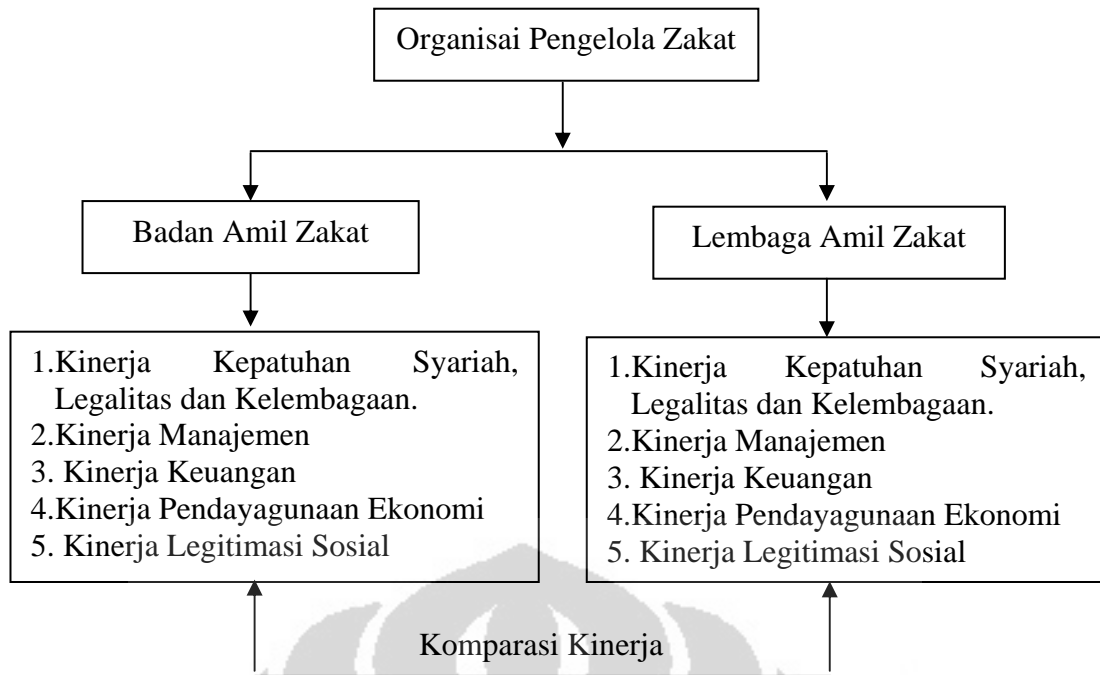 Organisai Pengelola Zakat
Badan Amil Zakat
Lembaga Amil Zakat
1.Kinerja Kepatuhan Syariah,
Legalitas dan Kelembagaan.
2.Kinerja Manajemen
3. Kinerja Keuangan
4.Kinerja Pendayagunaan Ekonomi
5. Kinerja Legitimasi Sosial
1.Kinerja Kepatuhan Syariah,
Legalitas dan Kelembagaan.
2.Kinerja Manajemen
3. Kinerja Keuangan
4.Kinerja Pendayagunaan Ekonomi
5. Kinerja Legitimasi Sosial
Komparasi Kinerja